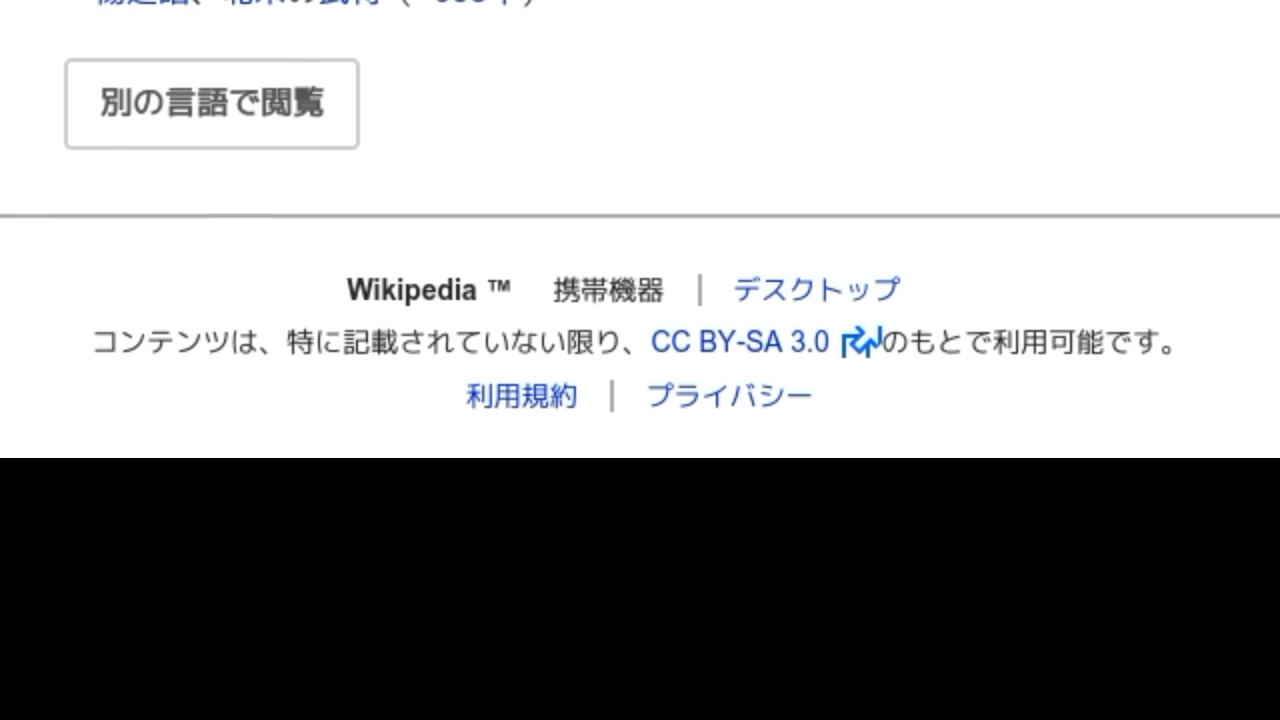 別の言語で閲覧
Wikipedia ™ 携帯機器 | デスクトップ
コンテンツは、特に記載されていない限り、CC BY-SA 3.0 のもとで利用可能です。
利用規約 | プライバシー